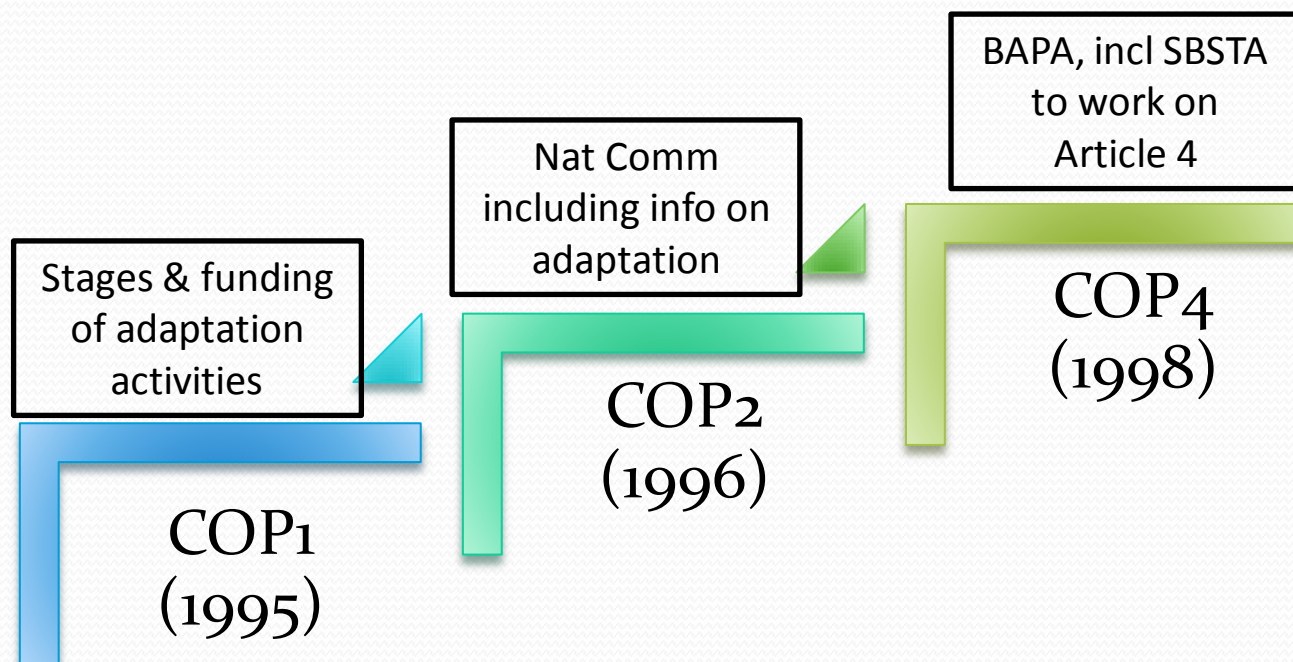 Stages & funding
of adaptation
activities
COP1
(1995)
Nat Comm
including info on
adaptation
COP2
(1996)
BAPA, incl SBSTA
to work on
Article 4
COP4
(1998)